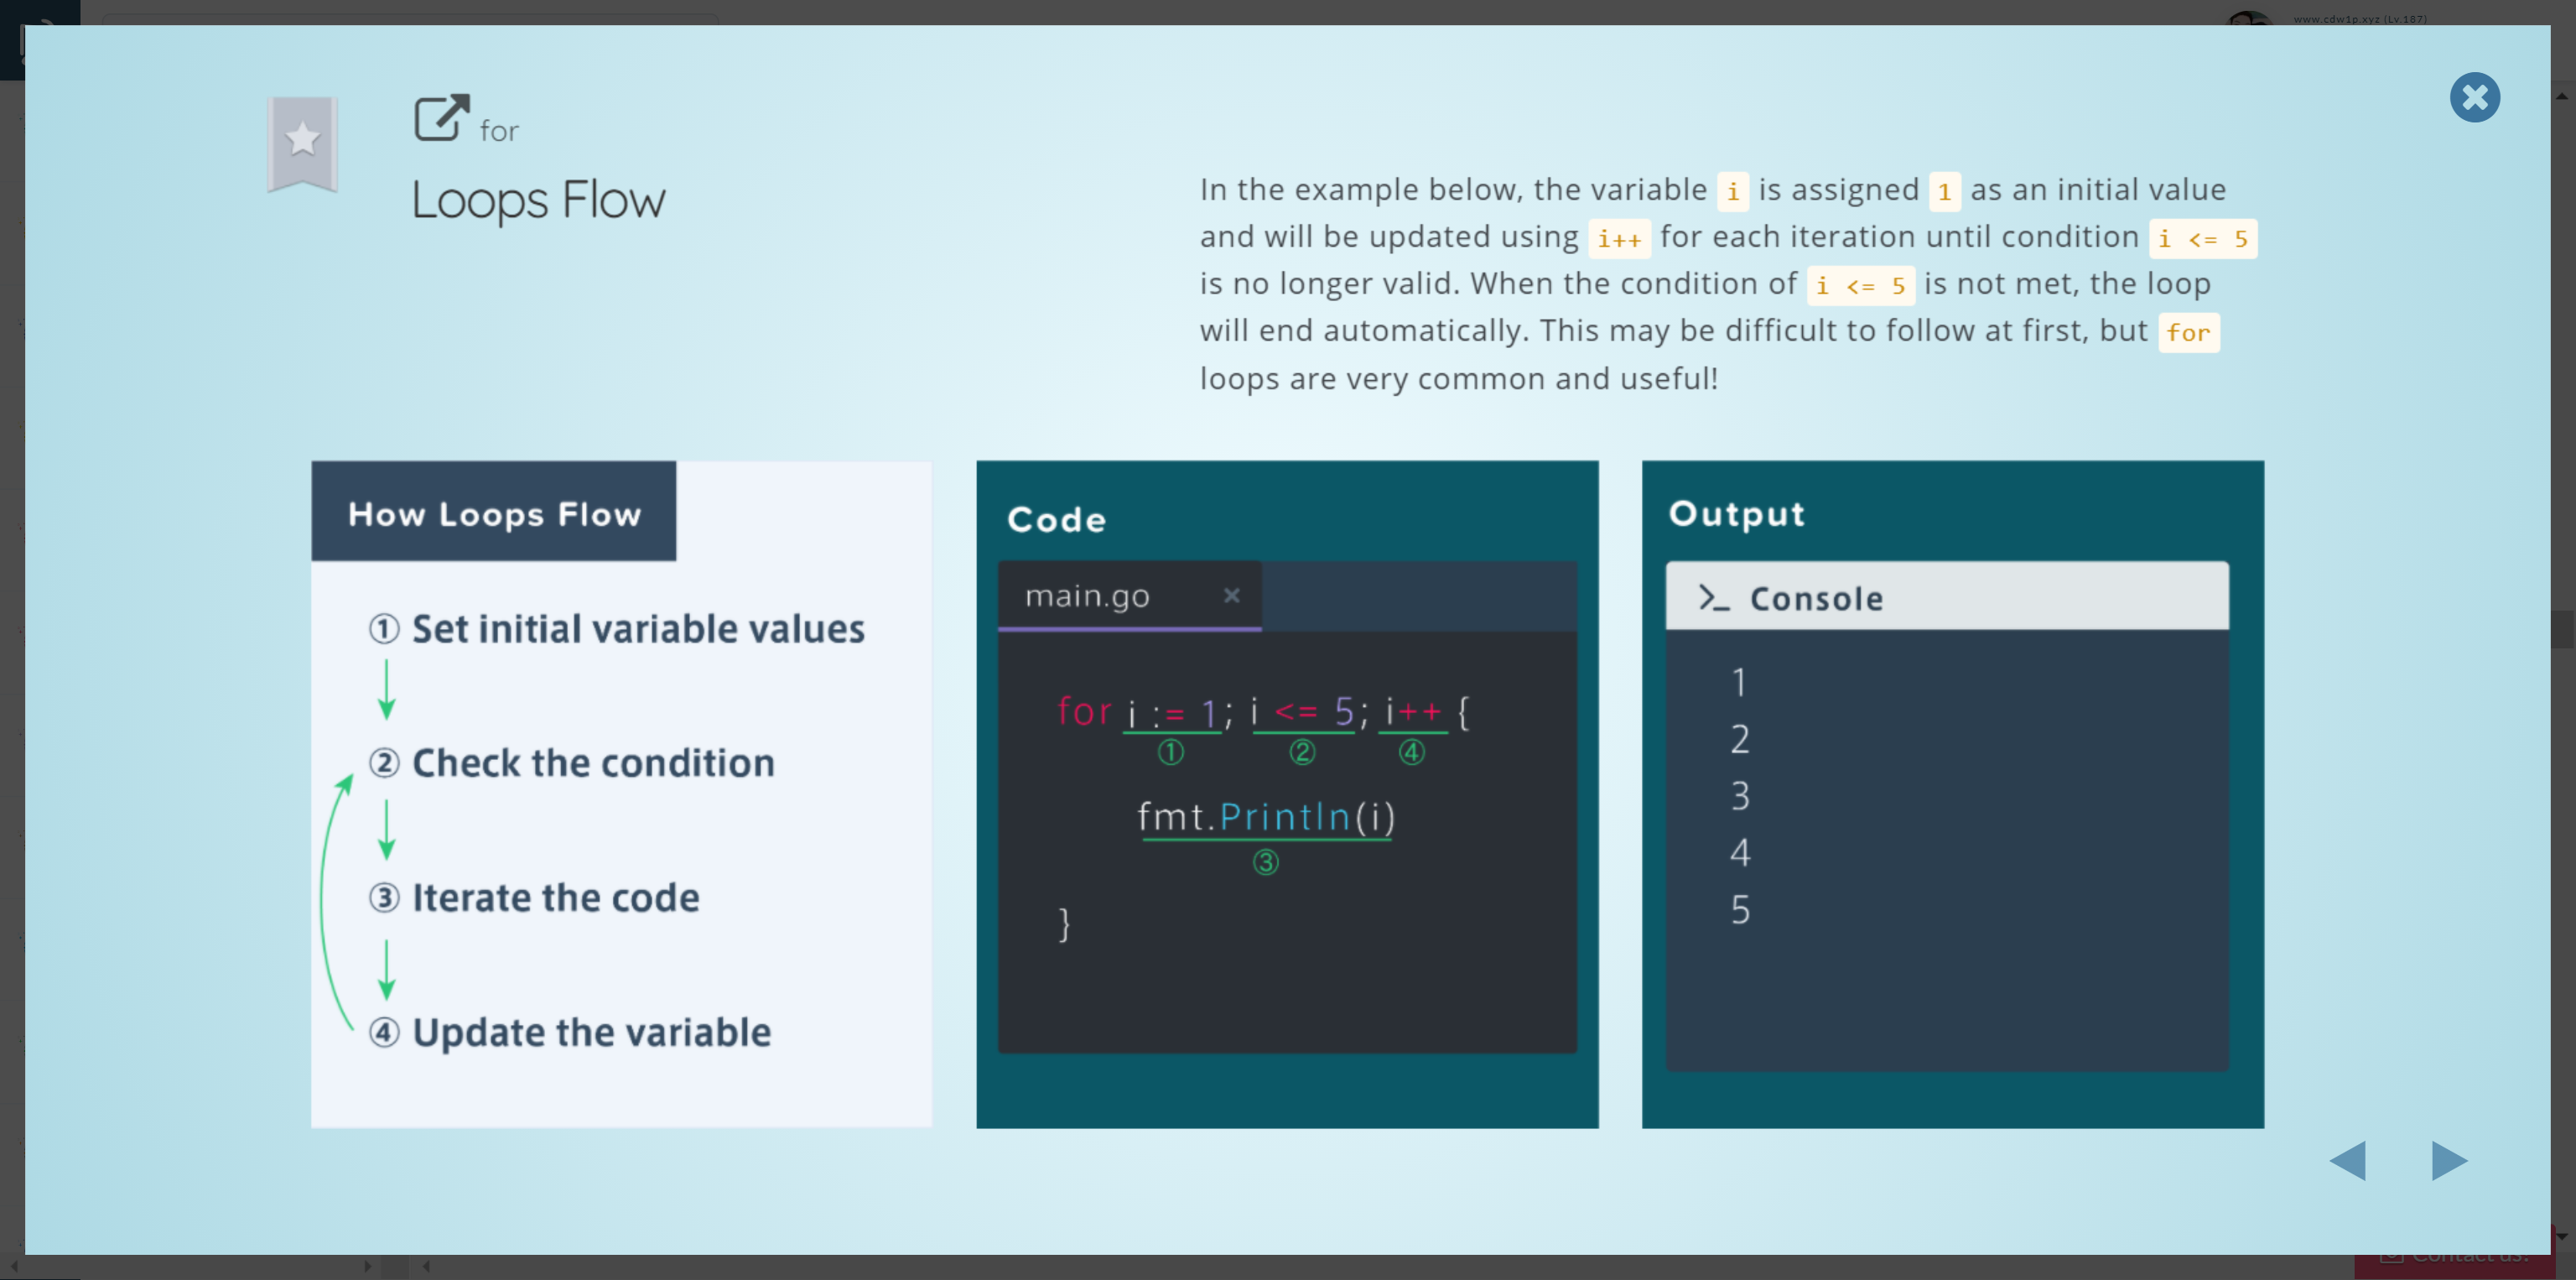 www.cdw1p.xyz (Lv.187)
for
Loops Flow
In the example below, the variable i is assigned 1 as an initial value
and will be updated using i++ for each iteration until condition i <= 5
is no longer valid. When the condition of i <= 5 is not met, the loop
will end automatically. This may be difficult to follow at first, but for
loops are very common and useful!
How Loops Flow
① Set initial variable values
② Check the condition
③ Iterate the code
④ Update the variable
Code
main.go ×
for i := 1; i <= 5; i++ {
① ② ④
fmt.Println(i)
③
}
Output
>_ Console
1
2
3
4
5
Contact us!